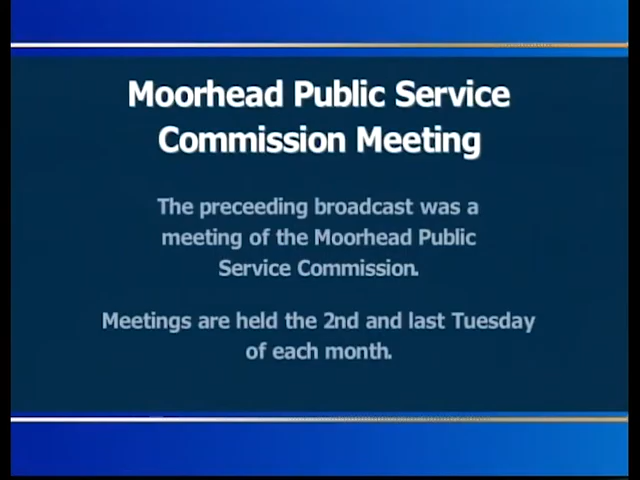 Moorhead Public Service
Commission Meeting
The preceeding broadcast was a
meeting of the Moorhead Public
Service Commission.
Meetings are held the 2nd and last Tuesday
of each month.